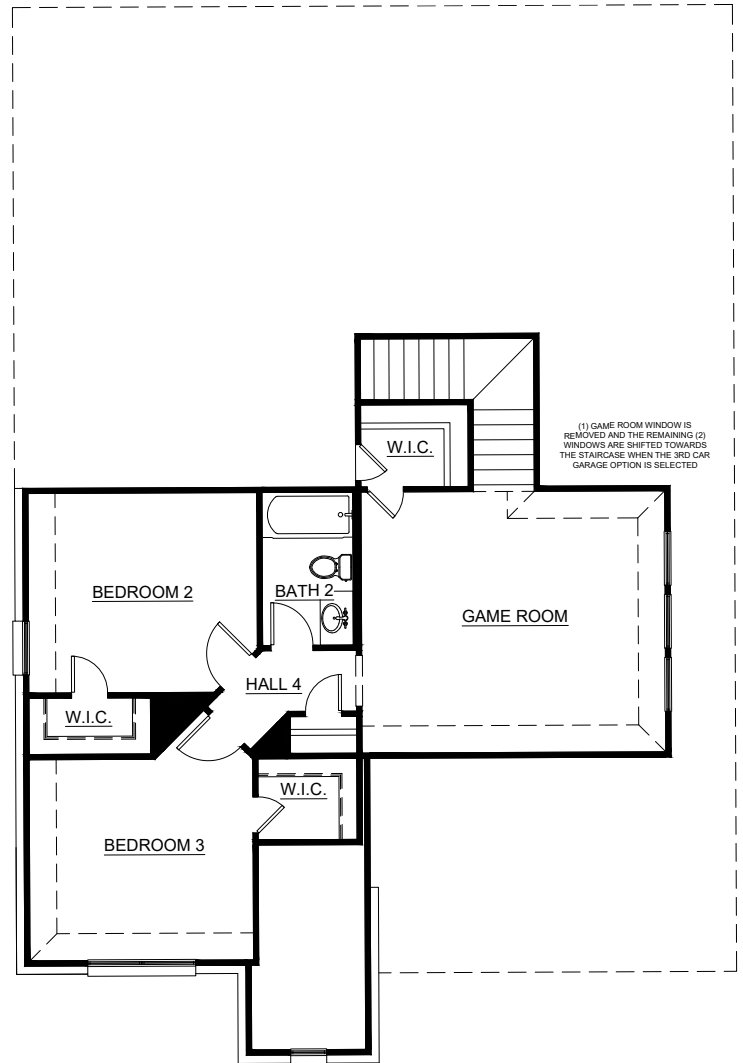 (1) GAME ROOM WINDOW IS
REMOVED AND THE REMAINING (2)
WINDOWS ARE SHIFTED TOWARDS
THE STAIRCASE WHEN THE 3RD CAR
GARAGE OPTION IS SELECTED
W.I.C.
BEDROOM 2
BATH 2
GAME ROOM
HALL 4
W.I.C.
W.I.C.
BEDROOM 3